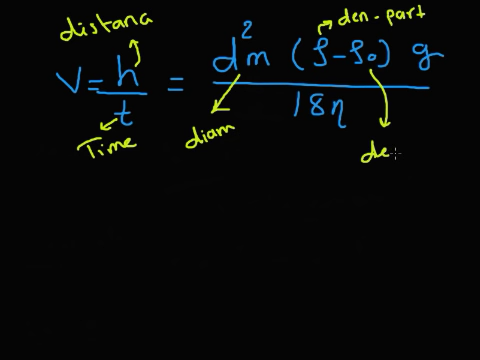 distana
den-part
V = h/t = d²m (ρ-ρ₀) g / 18η
Time
diam
de